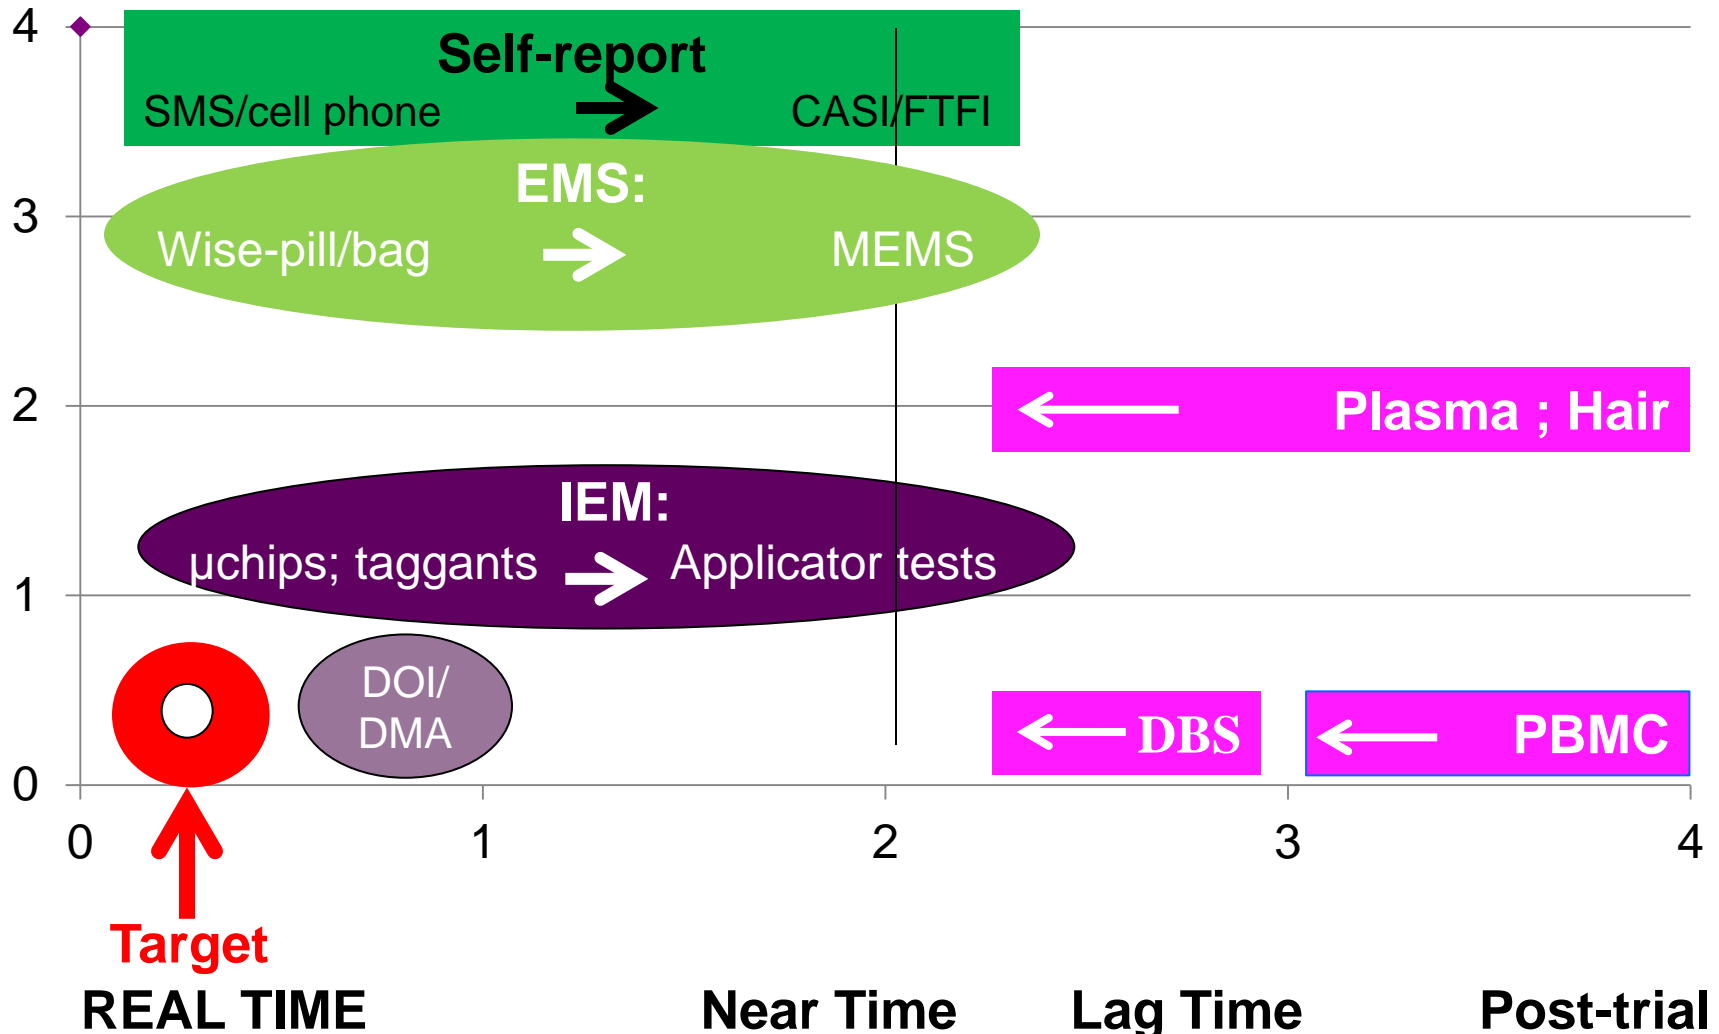 4
Self-report
SMS/cell phone CASI/FTFI
EMS:
3
Wise-pill/bag MEMS
2
Plasma ; Hair
IEM:
µchips; taggants Applicator tests
1
DOI/
DMA
DBS PBMC
0
0 1 2 3 4
Target
REAL TIME Near Time Lag Time Post-trial